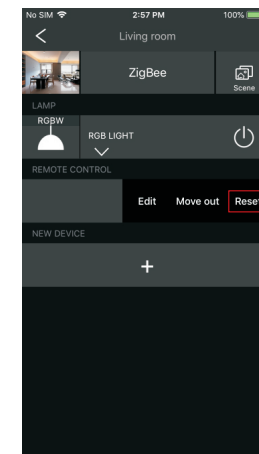 No SIM 2:57 PM 100%
Living room
ZigBee
Scene
LAMP
RGBW
RGB LIGHT
REMOTE CONTROL
Edit Move out Reset
NEW DEVICE
+